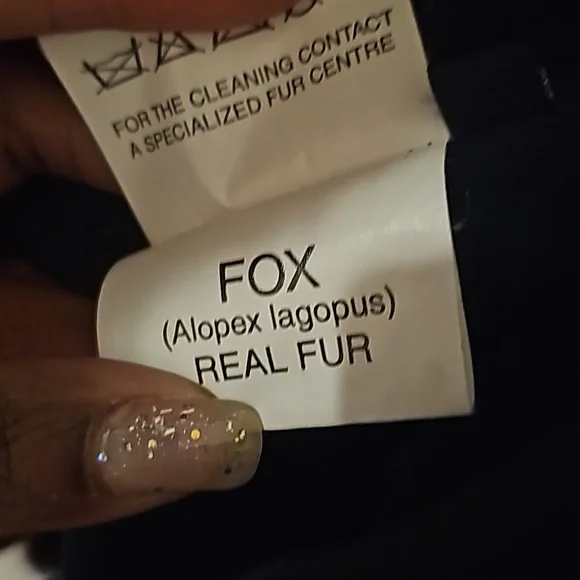 FOR THE CLEANING CONTACT
A SPECIALIZED FUR CENTRE
FOX
(Alopex lagopus)
REAL FUR